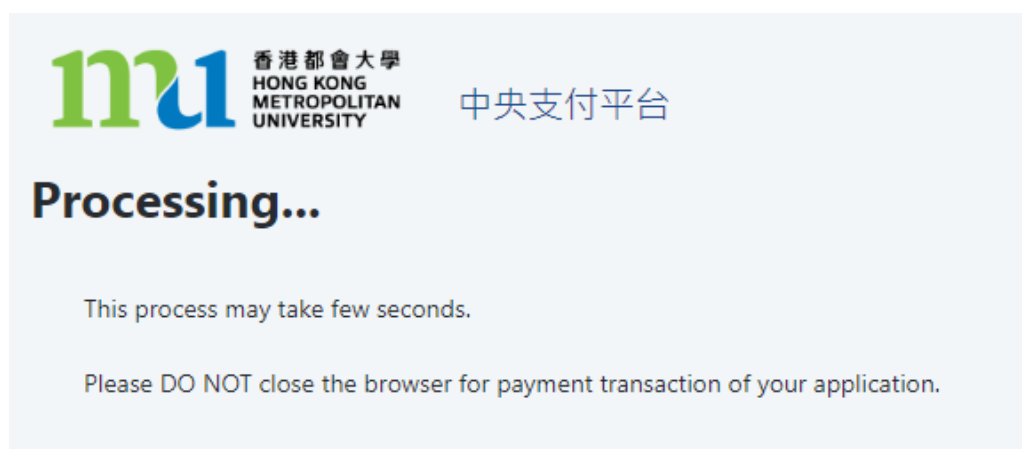 mu
香港都會大學
HONG KONG
METROPOLITAN
UNIVERSITY
中央支付平台
Processing...
This process may take few seconds.
Please DO NOT close the browser for payment transaction of your application.